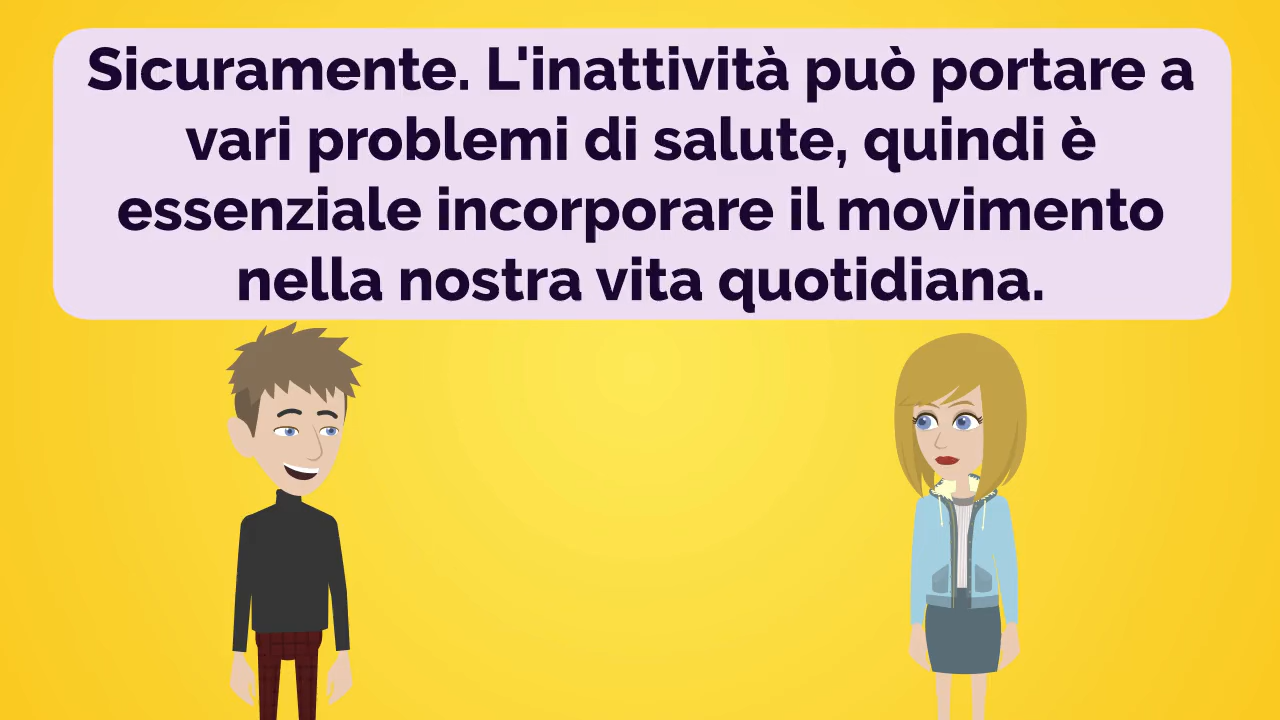 Sicuramente. L'inattività può portare a
vari problemi di salute, quindi è
essenziale incorporare il movimento
nella nostra vita quotidiana.